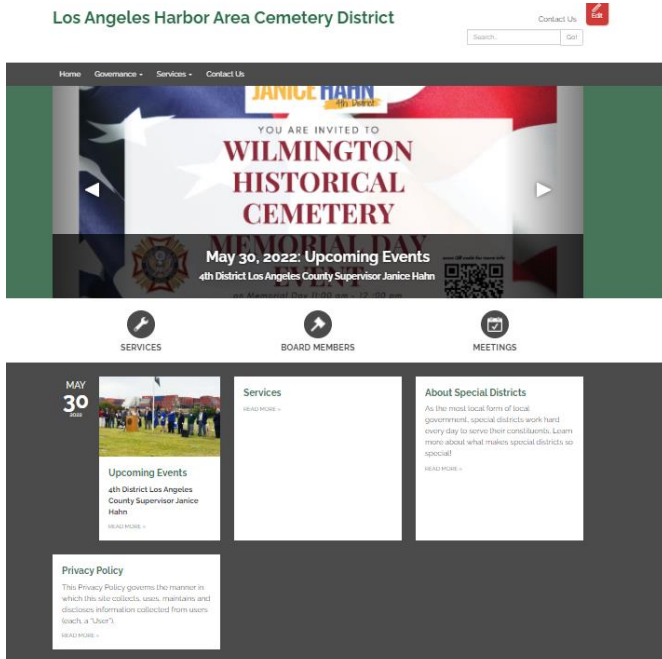 Los Angeles Harbor Area Cemetery District
Contact Us
Edit
Search...
Go!
Home
Governance
Services
Contact Us
JANICE HAHN
4th District
YOU ARE INVITED TO
WILMINGTON
HISTORICAL
CEMETERY
MEMORIAL DAY
EVENT
May 30, 2022: Upcoming Events
4th District Los Angeles County Supervisor Janice Hahn
on Memorial Day 11:00 am - 12:00 pm
SERVICES
BOARD MEMBERS
MEETINGS
MAY
30
2022
Upcoming Events
4th District Los Angeles
County Supervisor Janice
Hahn
READ MORE »
Services
READ MORE »
About Special Districts
As the most local form of local
government, special districts work hard
every day to serve their constituents. Learn
more about what makes special districts so
special!
READ MORE »
Privacy Policy
This Privacy Policy governs the manner in
which this site collects, uses, maintains and
discloses information collected from users
(each, a "User").
READ MORE »